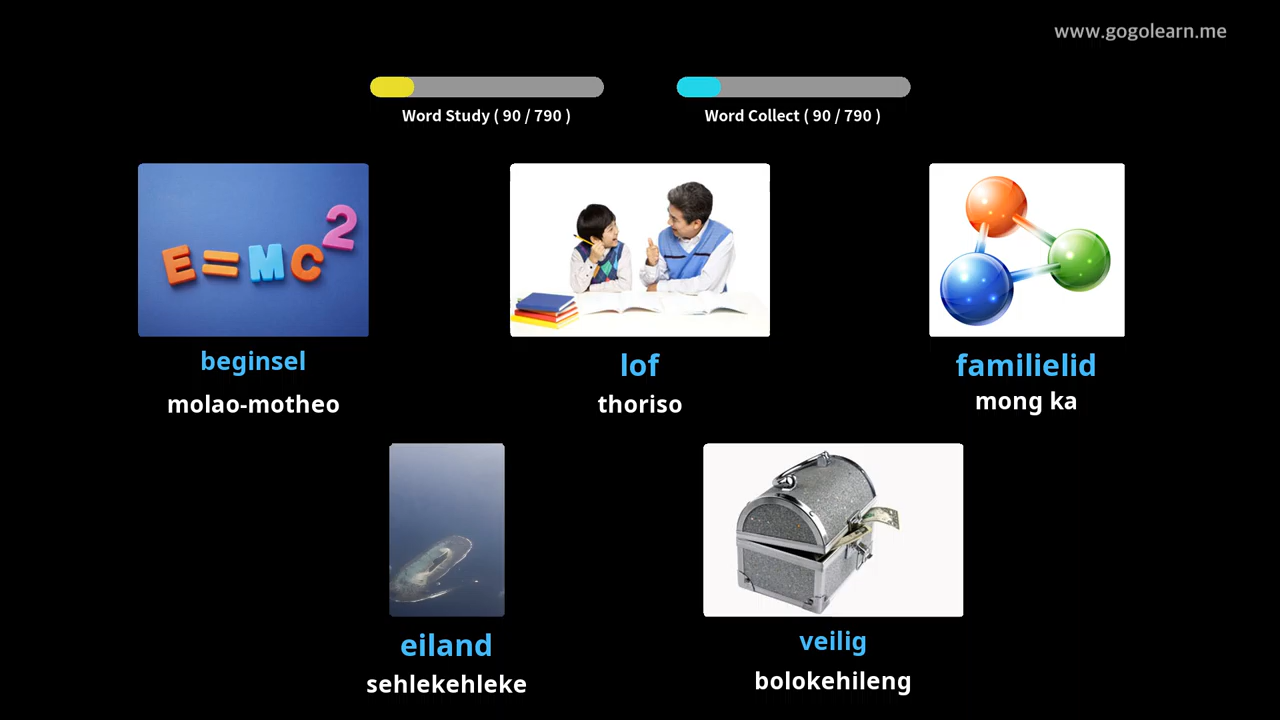 www.gogolearn.me
Word Study ( 90 / 790 )
Word Collect ( 90 / 790 )
E=MC2
beginsel
molao-motheo
lof
thoriso
familielid
mong ka
eiland
sehlekehleke
veilig
bolokehileng